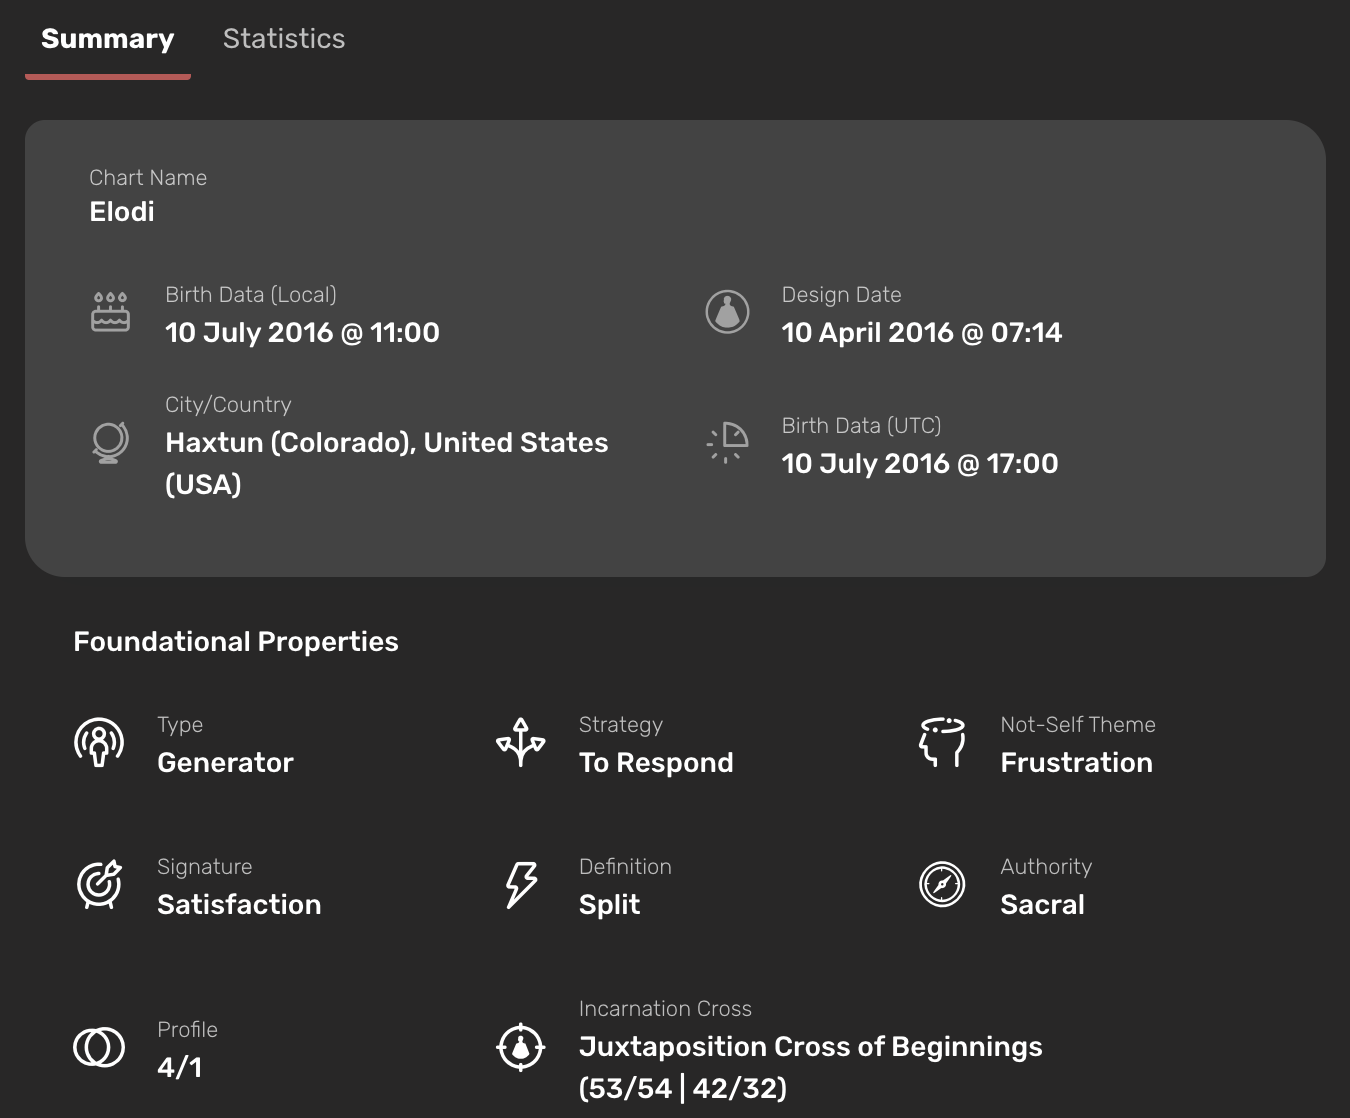 Summary
Statistics
Chart Name
Elodi
Birth Data (Local)
10 July 2016 @ 11:00
Design Date
10 April 2016 @ 07:14
City/Country
Haxtun (Colorado), United States
(USA)
Birth Data (UTC)
10 July 2016 @ 17:00
Foundational Properties
Type
Generator
Strategy
To Respond
Not-Self Theme
Frustration
Signature
Satisfaction
Definition
Split
Authority
Sacral
Profile
4/1
Incarnation Cross
Juxtaposition Cross of Beginnings
(53/54 | 42/32)